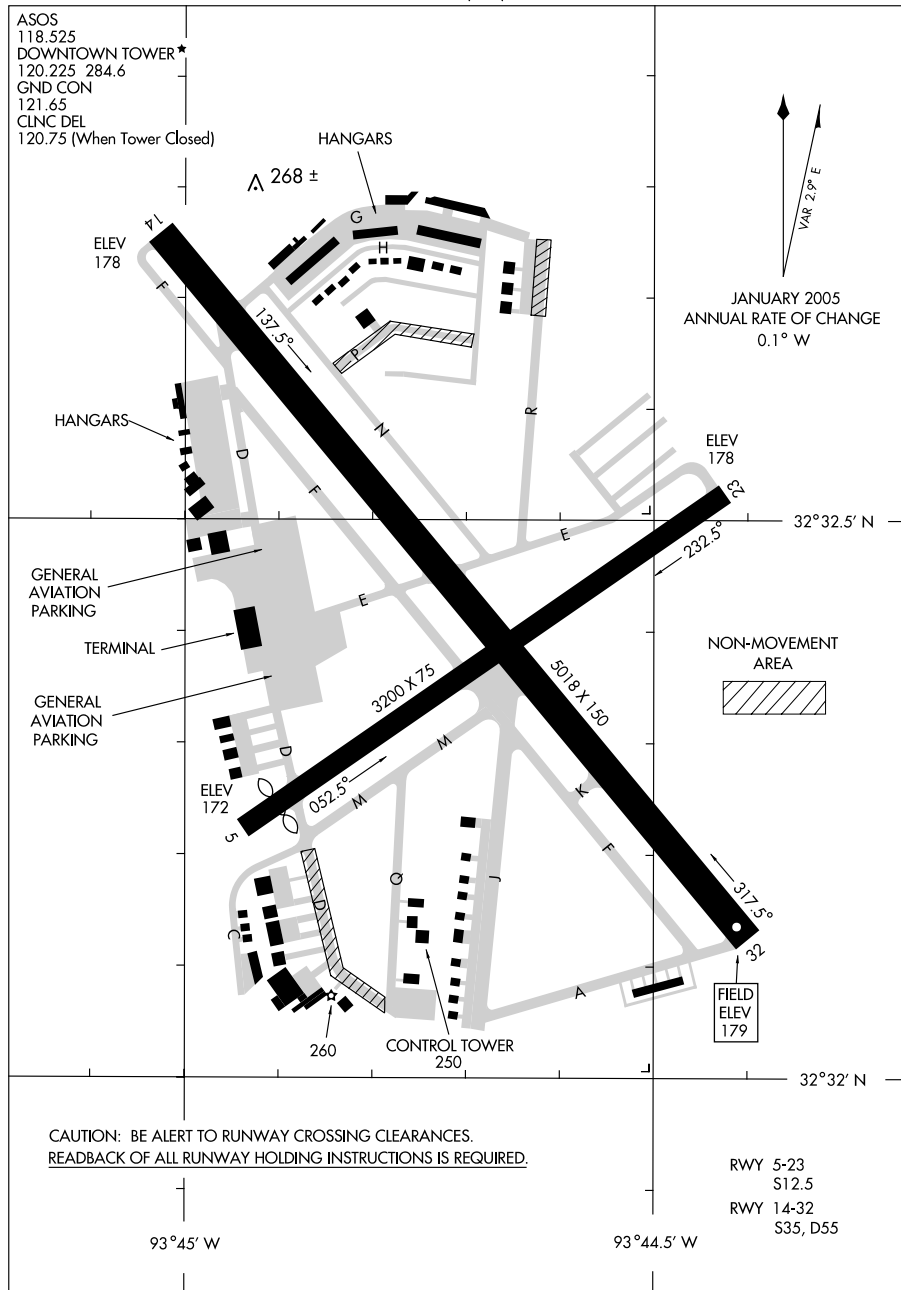 ASOS
118.525
DOWNTOWN TOWER ★
120.225 284.6
GND CON
121.65
CLNC DEL
120.75 (When Tower Closed)
HANGARS
268 ±
VAR 2.9° E
JANUARY 2005
ANNUAL RATE OF CHANGE
0.1° W
14
ELEV
178
F
G
H
137.5°
P
N
R
HANGARS
D
F
ELEV
178
23
32°32.5' N
E
232.5°
GENERAL
AVIATION
PARKING
E
TERMINAL
NON-MOVEMENT
AREA
3200 X 75
5018 X 150
GENERAL
AVIATION
PARKING
D
M
ELEV
172
052.5°
M
K
5
F
Q
J
D
317.5°
C
32
A
FIELD
ELEV
179
260
CONTROL TOWER
250
32°32' N
CAUTION: BE ALERT TO RUNWAY CROSSING CLEARANCES.
READBACK OF ALL RUNWAY HOLDING INSTRUCTIONS IS REQUIRED.
RWY 5-23
S12.5
RWY 14-32
S35, D55
93°45' W
93°44.5' W